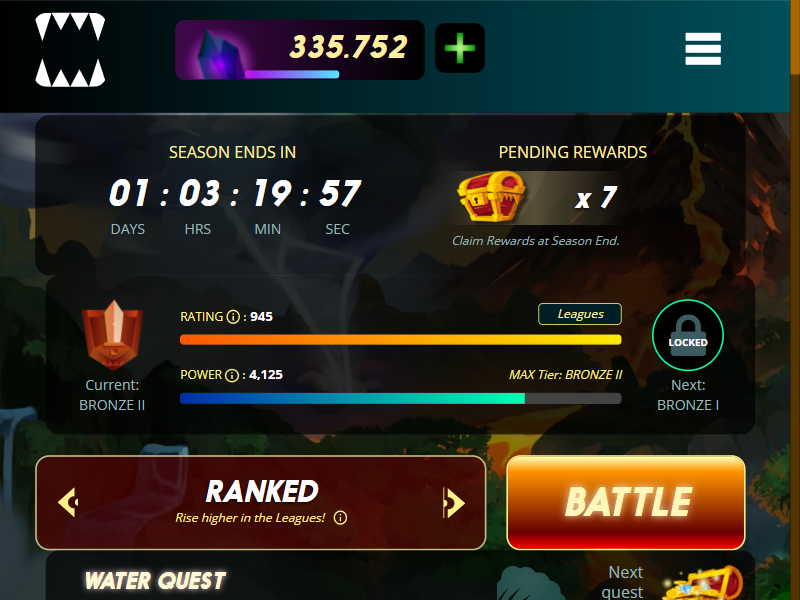 335.752
SEASON ENDS IN
01 : 03 : 19 : 57
DAYS HRS MIN SEC
PENDING REWARDS
x 7
Claim Rewards at Season End.
Current:
BRONZE II
RATING i : 945
Leagues
POWER i : 4,125
MAX Tier: BRONZE II
LOCKED
Next:
BRONZE I
RANKED
Rise higher in the Leagues! i
BATTLE
WATER QUEST
Next
quest